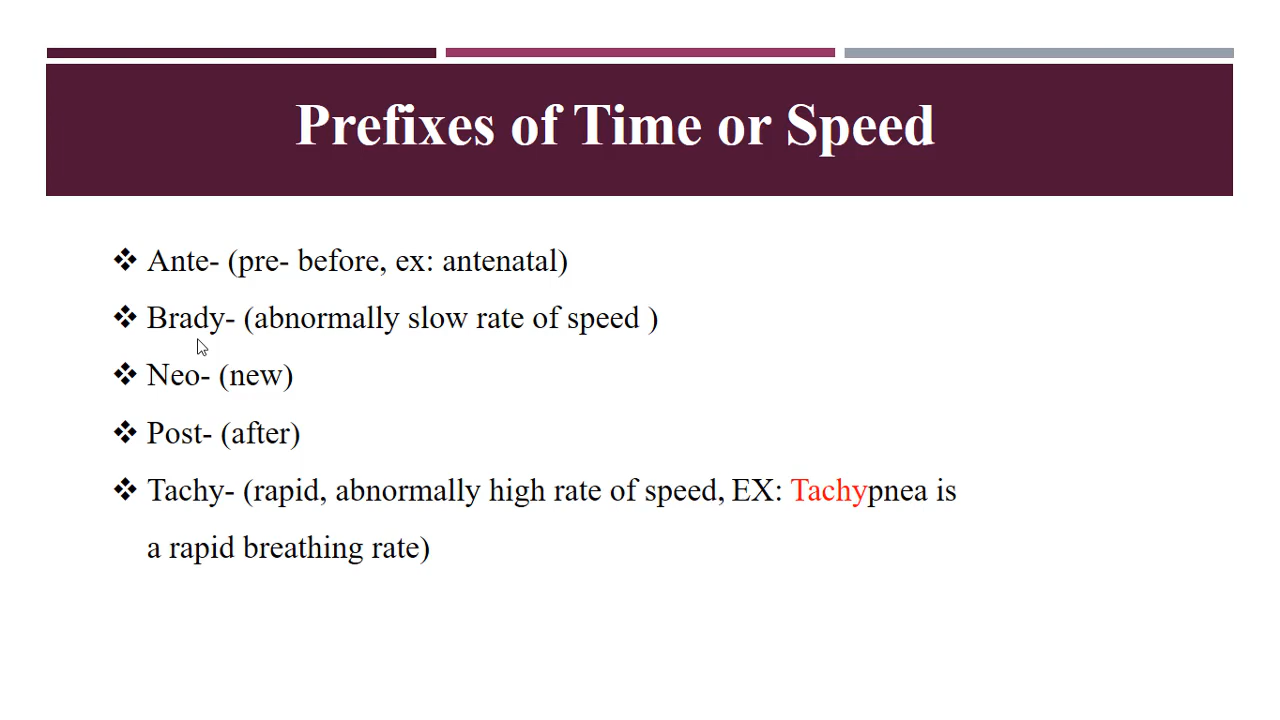 Prefixes of Time or Speed
❖ Ante- (pre- before, ex: antenatal)
❖ Brady- (abnormally slow rate of speed )
❖ Neo- (new)
❖ Post- (after)
❖ Tachy- (rapid, abnormally high rate of speed, EX: Tachypnea is
a rapid breathing rate)